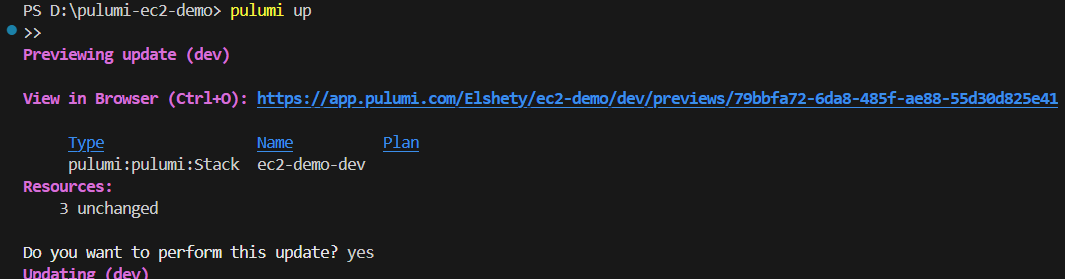 PS D:\pulumi-ec2-demo> pulumi up
>>
Previewing update (dev)
View in Browser (Ctrl+O): https://app.pulumi.com/Elshety/ec2-demo/dev/previews/79bbfa72-6da8-485f-ae88-55d30d825e41
Type Name Plan
pulumi:pulumi:Stack ec2-demo-dev
Resources:
3 unchanged
Do you want to perform this update? yes
Updating (dev)